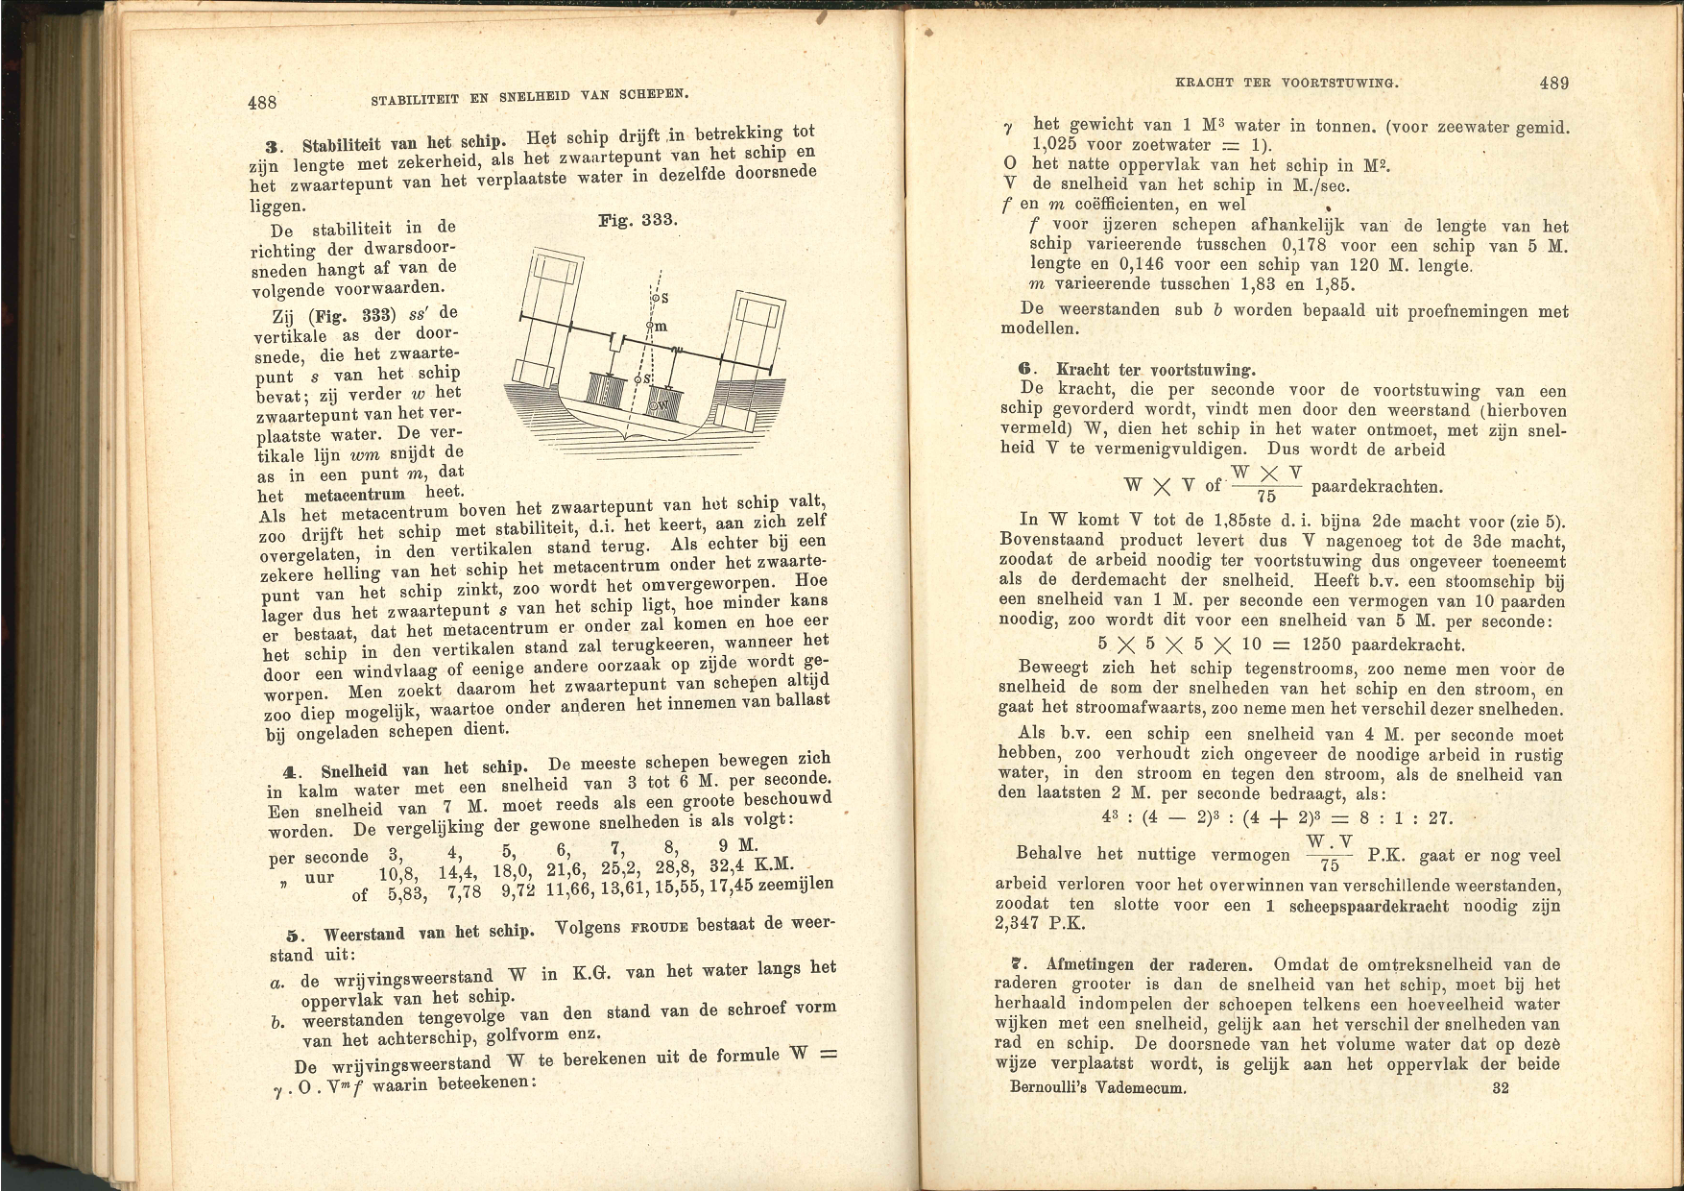 488 STABILITEIT EN SNELHEID VAN SCHEPEN.
3. Stabiliteit van het schip. Het schip drijft in betrekking tot
zijn lengte met zekerheid, als het zwaartepunt van het schip en
het zwaartepunt van het verplaatste water in dezelfde doorsnede
liggen.
De stabiliteit in de
richting der dwarsdoor-
sneden hangt af van de
volgende voorwaarden.
Zij (Fig. 333) ss' de
vertikale as der door-
snede, die het zwaarte-
punt s van het schip
bevat; zij verder w het
zwaartepunt van het ver-
plaatste water. De ver-
tikale lijn wm snijdt de
as in een punt m, dat
het metacentrum heet.
Fig. 333.
S
m
S
W
Als het metacentrum boven het zwaartepunt van het schip valt,
zoo drijft het schip met stabiliteit, d.i. het keert, aan zich zelf
overgelaten, in den vertikalen stand terug. Als echter bij een
zekere helling van het schip het metacentrum onder het zwaarte-
punt van het schip zinkt, zoo wordt het omvergeworpen. Hoe
lager dus het zwaartepunt s van het schip ligt, hoe minder kans
er bestaat, dat het metacentrum er onder zal komen en hoe eer
het schip in den vertikalen stand zal terugkeeren, wanneer het
door een windvlaag of eenige andere oorzaak op zijde wordt ge-
worpen. Men zoekt daarom het zwaartepunt van schepen altijd
zoo diep mogelijk, waartoe onder anderen het innemen van ballast
bij ongeladen schepen dient.
4. Snelheid van het schip. De meeste schepen bewegen zich
in kalm water met een snelheid van 3 tot 6 M. per seconde.
Een snelheid van 7 M. moet reeds als een groote beschouwd
worden. De vergelijking der gewone snelheden is als volgt:
per seconde 3, 4, 5, 6, 7, 8, 9 M.
„ uur 10,8, 14,4, 18,0, 21,6, 25,2, 28,8, 32,4 K.M.
of 5,83, 7,78 9,72 11,66, 13,61, 15,55, 17,45 zeemijlen
5. Weerstand van het schip. Volgens FROUDE bestaat de weer-
stand uit:
a. de wrijvingsweerstand W in K.G. van het water langs het
oppervlak van het schip.
b. weerstanden tengevolge van den stand van de schroef vorm
van het achterschip, golfvorm enz.
De wrijvingsweerstand W te berekenen uit de formule W =
γ . O . Vᵐ f waarin beteekenen:
KRACHT TER VOORTSTUWING. 489
γ het gewicht van 1 M³ water in tonnen. (voor zeewater gemid.
1,025 voor zoetwater = 1).
O het natte oppervlak van het schip in M².
V de snelheid van het schip in M./sec.
f en m coëfficienten, en wel
f voor ijzeren schepen afhankelijk van de lengte van het
schip varieerende tusschen 0,178 voor een schip van 5 M.
lengte en 0,146 voor een schip van 120 M. lengte.
m varieerende tusschen 1,83 en 1,85.
De weerstanden sub b worden bepaald uit proefnemingen met
modellen.
6. Kracht ter voortstuwing.
De kracht, die per seconde voor de voortstuwing van een
schip gevorderd wordt, vindt men door den weerstand (hierboven
vermeld) W, dien het schip in het water ontmoet, met zijn snel-
heid V te vermenigvuldigen. Dus wordt de arbeid
W × V of W × V / 75 paardekrachten.
In W komt V tot de 1,85ste d. i. bijna 2de macht voor (zie 5).
Bovenstaand product levert dus V nagenoeg tot de 3de macht,
zoodat de arbeid noodig ter voortstuwing dus ongeveer toeneemt
als de derdemacht der snelheid. Heeft b.v. een stoomschip bij
een snelheid van 1 M. per seconde een vermogen van 10 paarden
noodig, zoo wordt dit voor een snelheid van 5 M. per seconde:
5 × 5 × 5 × 10 = 1250 paardekracht.
Beweegt zich het schip tegenstrooms, zoo neme men voor de
snelheid de som der snelheden van het schip en den stroom, en
gaat het stroomafwaarts, zoo neme men het verschil dezer snelheden.
Als b.v. een schip een snelheid van 4 M. per seconde moet
hebben, zoo verhoudt zich ongeveer de noodige arbeid in rustig
water, in den stroom en tegen den stroom, als de snelheid van
den laatsten 2 M. per seconde bedraagt, als:
4³ : (4 — 2)³ : (4 + 2)³ = 8 : 1 : 27.
Behalve het nuttige vermogen W . V / 75 P.K. gaat er nog veel
arbeid verloren voor het overwinnen van verschillende weerstanden,
zoodat ten slotte voor een 1 scheepspaardekracht noodig zijn
2,347 P.K.
7. Afmetingen der raderen. Omdat de omtreksnelheid van de
raderen grooter is dan de snelheid van het schip, moet bij het
herhaald indompelen der schoepen telkens een hoeveelheid water
wijken met een snelheid, gelijk aan het verschil der snelheden van
rad en schip. De doorsnede van het volume water dat op deze
wijze verplaatst wordt, is gelijk aan het oppervlak der beide
Bernoulli's Vademecum. 32